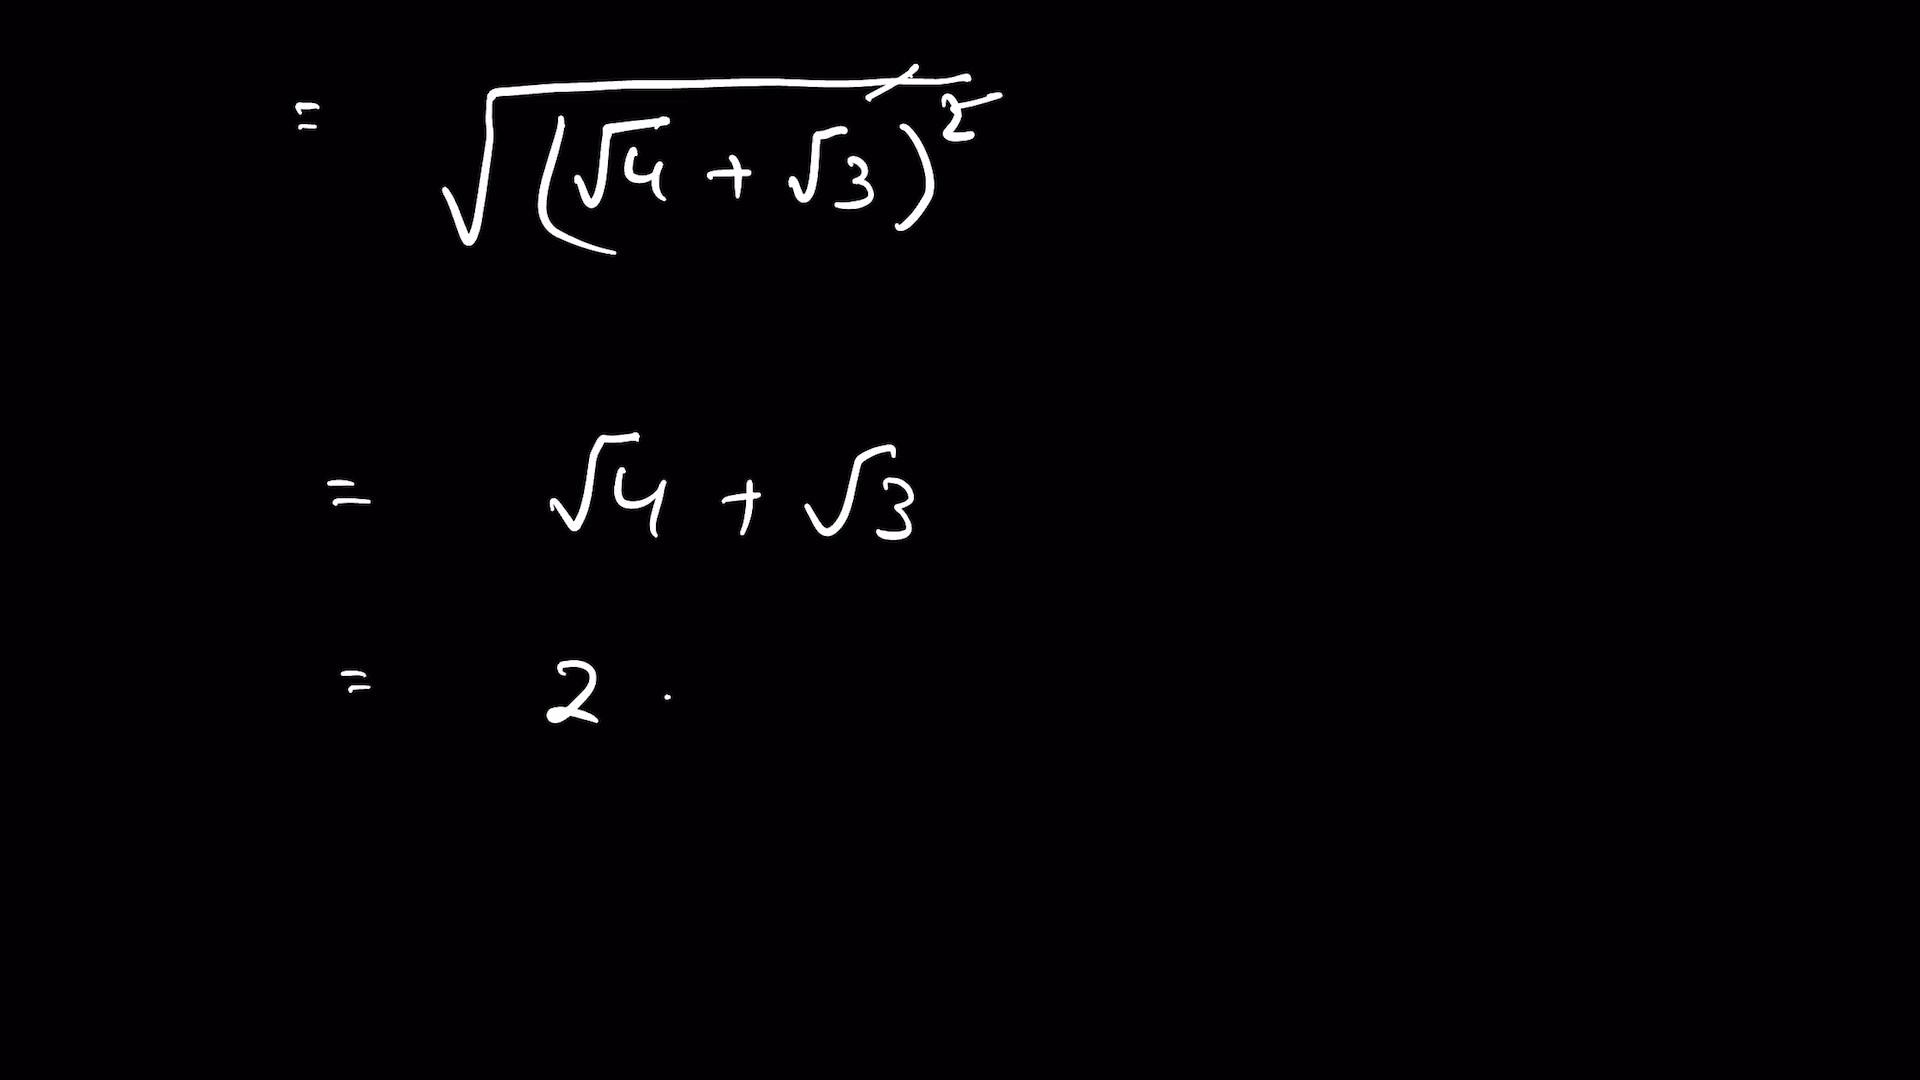 = √(√4 + √3)²
= √4 + √3
= 2 .